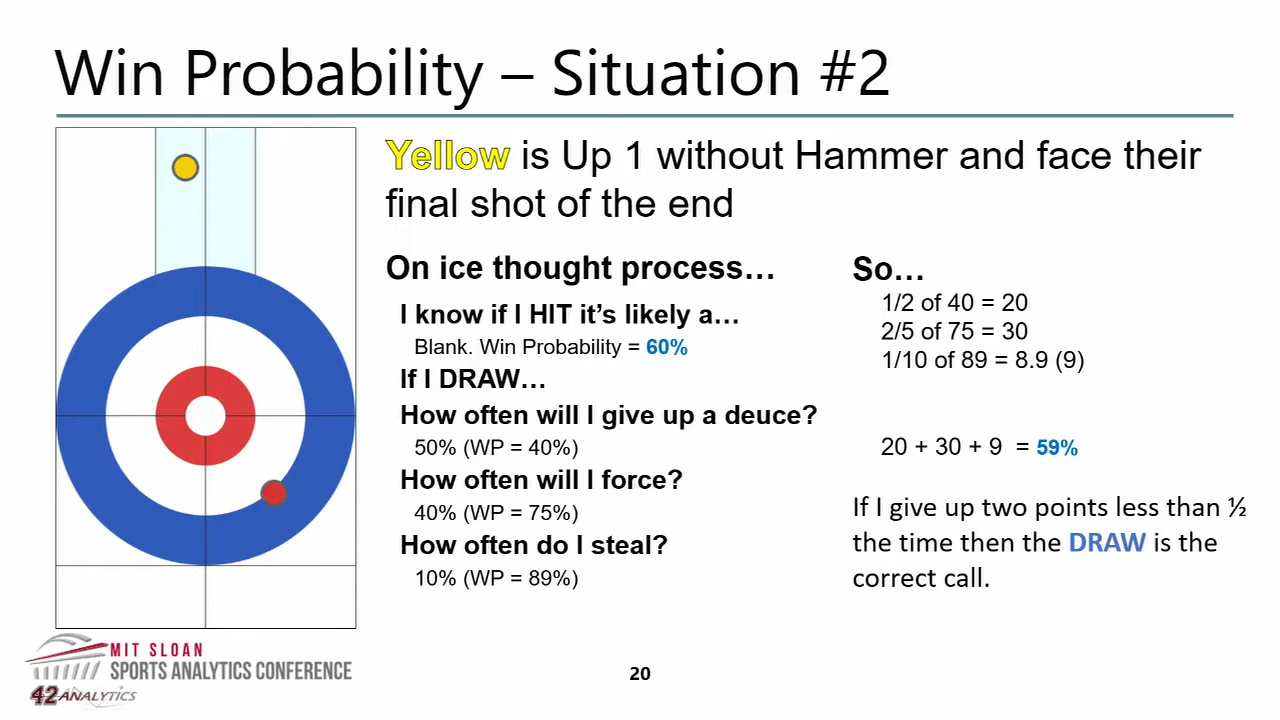 Win Probability – Situation #2
Yellow is Up 1 without Hammer and face their
final shot of the end
On ice thought process…
I know if I HIT it’s likely a…
Blank. Win Probability = 60%
If I DRAW…
How often will I give up a deuce?
50% (WP = 40%)
How often will I force?
40% (WP = 75%)
How often do I steal?
10% (WP = 89%)
So…
1/2 of 40 = 20
2/5 of 75 = 30
1/10 of 89 = 8.9 (9)
20 + 30 + 9 = 59%
If I give up two points less than ½
the time then the DRAW is the
correct call.
MIT SLOAN
SPORTS ANALYTICS CONFERENCE
42 ANALYTICS
20